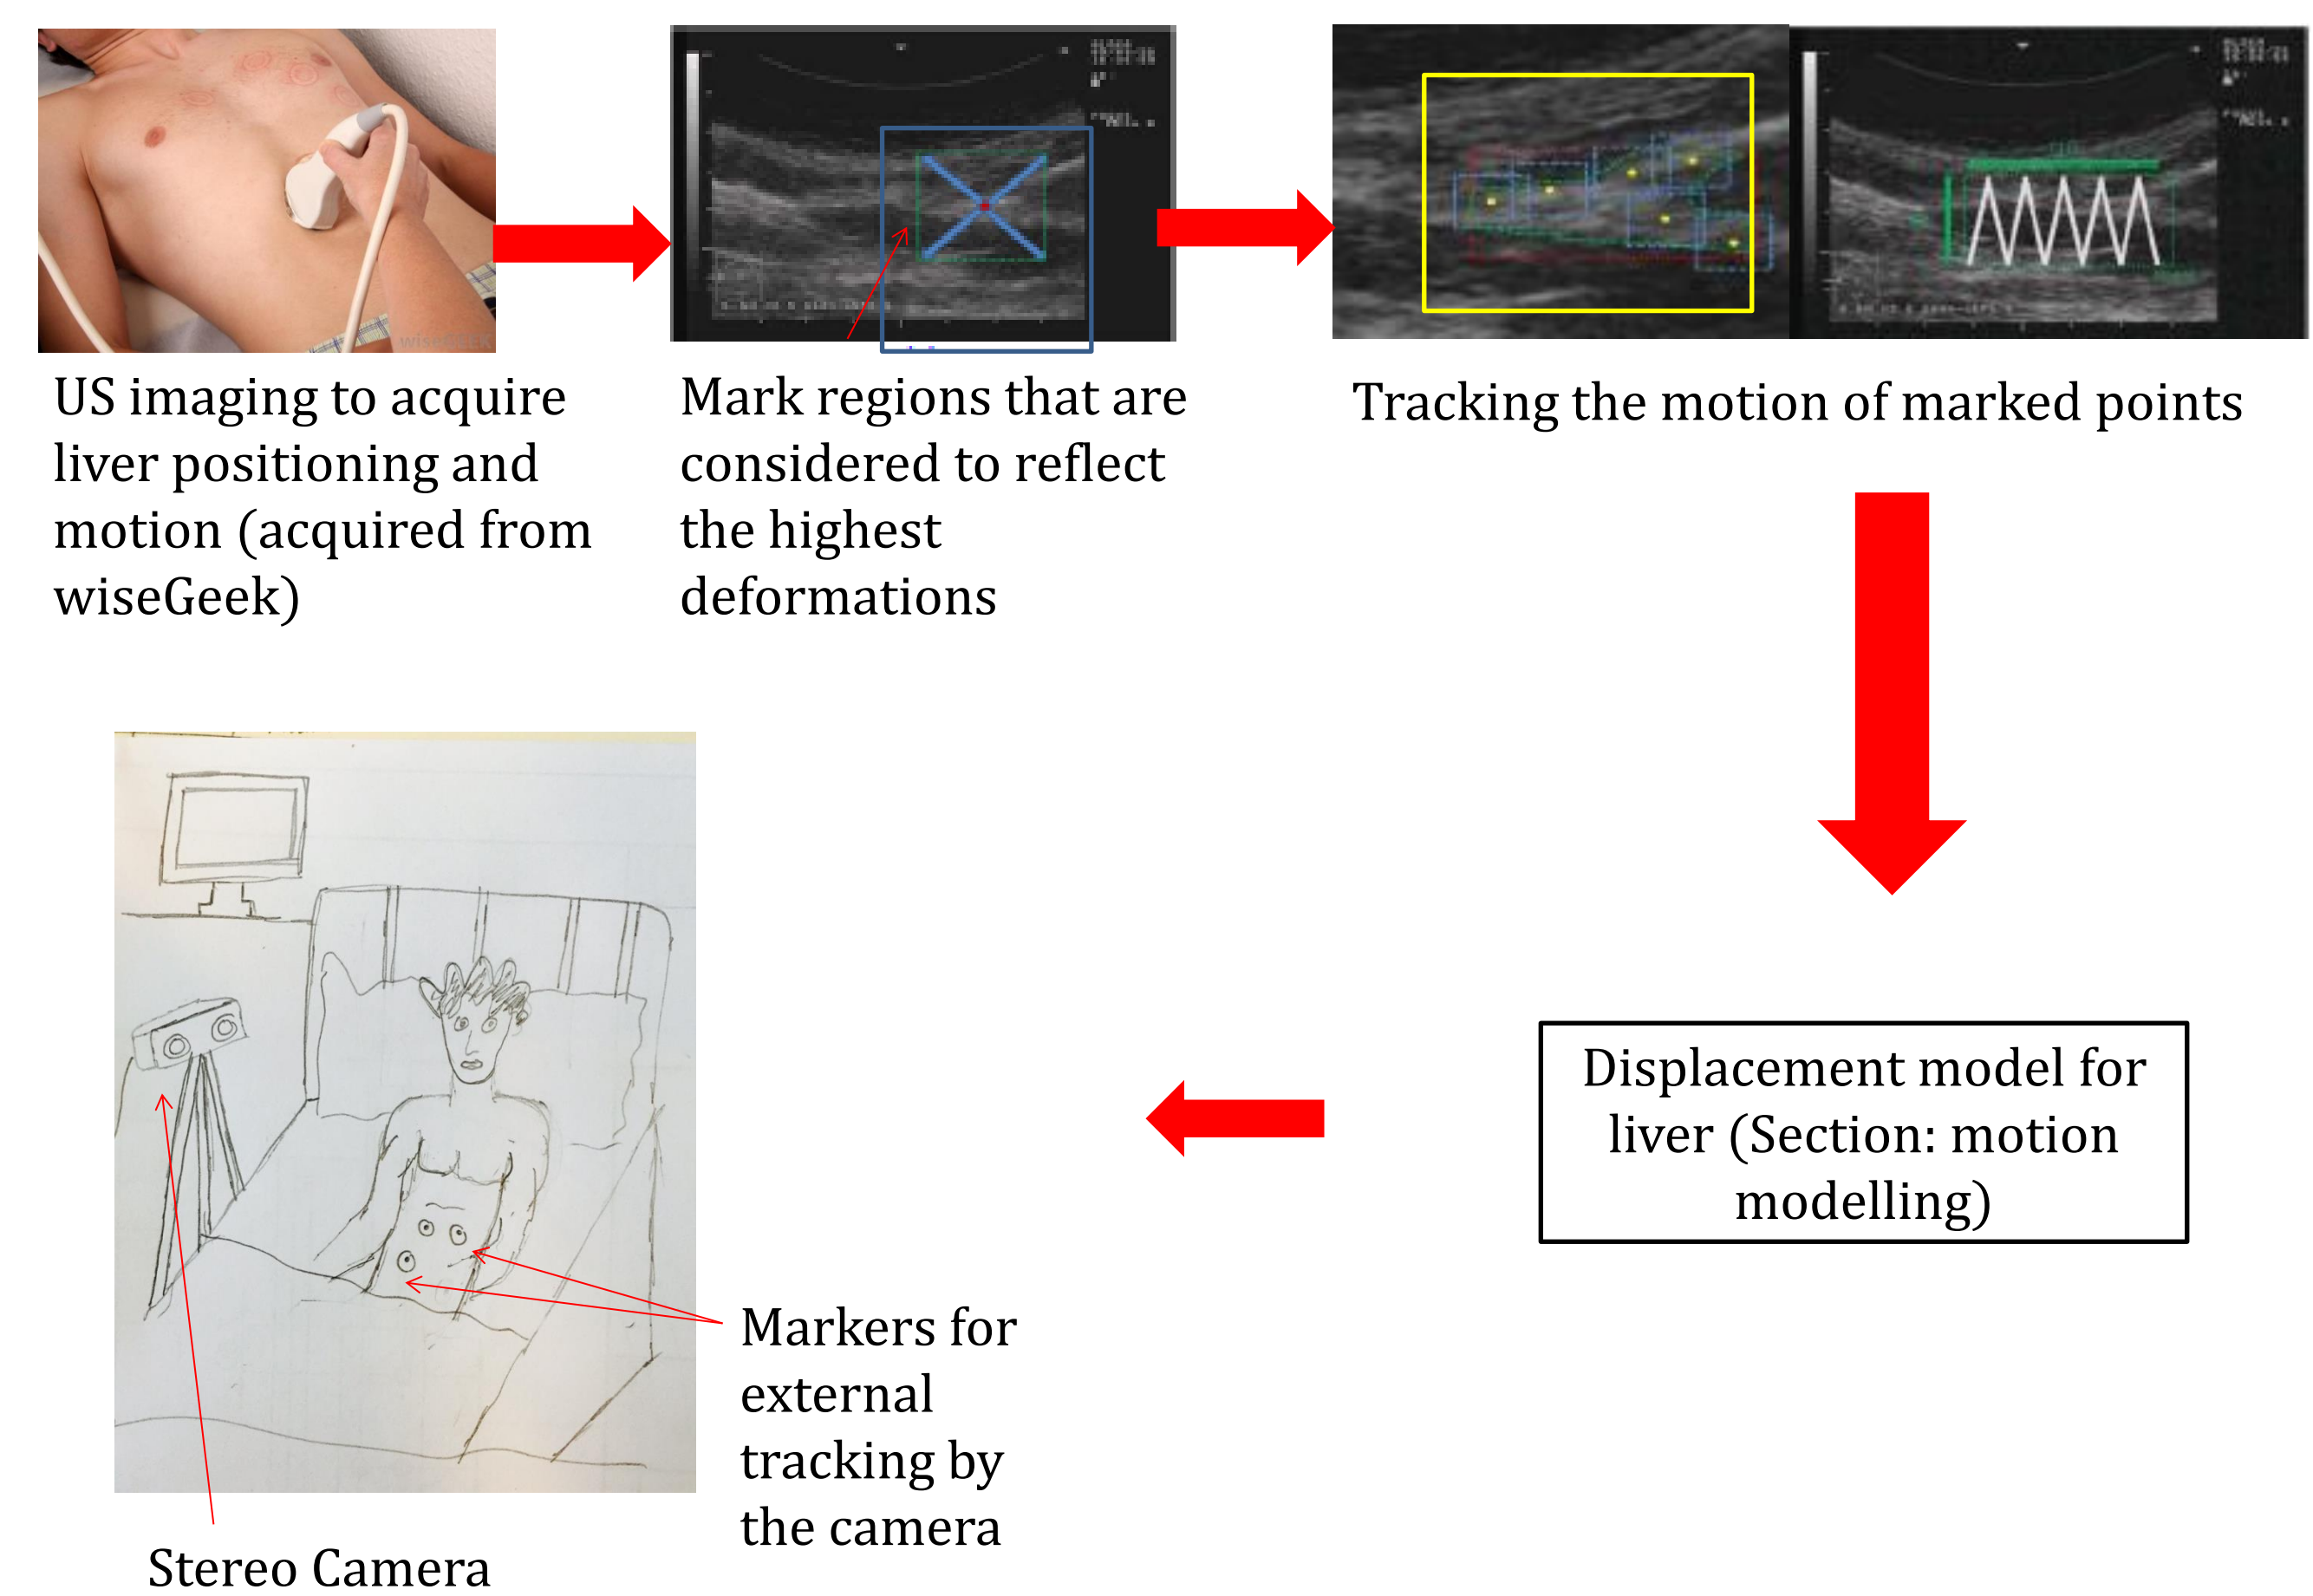 wiseGEEK
US imaging to acquire
liver positioning and
motion (acquired from
wiseGeek)
Mark regions that are
considered to reflect
the highest
deformations
Tracking the motion of marked points
Displacement model for
liver (Section: motion
modelling)
Markers for
external
tracking by
the camera
Stereo Camera